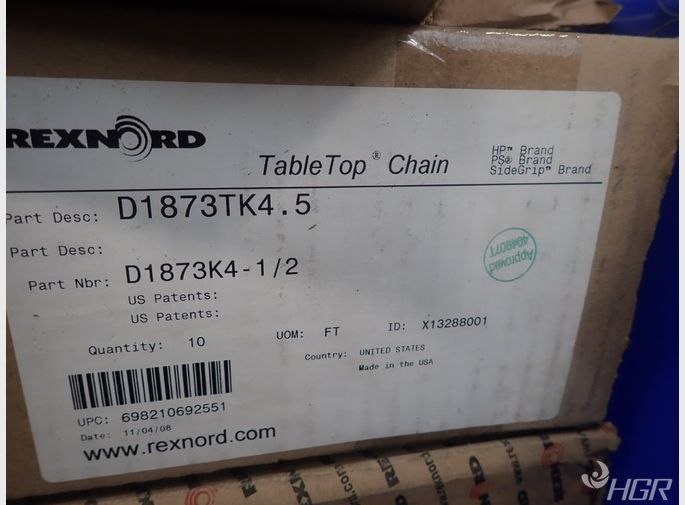 REXNORD
TableTop® Chain
HP™ Brand
PS® Brand
SideGrip™ Brand
Part Desc: D1873TK4.5
Part Desc:
Part Nbr: D1873K4-1/2
US Patents:
US Patents:
Approved
404907T
Quantity: 10
UOM: FT
ID: X13288001
Country: UNITED STATES
Made in the USA
UPC: 698210692551
Date: 11/04/08
www.rexnord.com
HGR